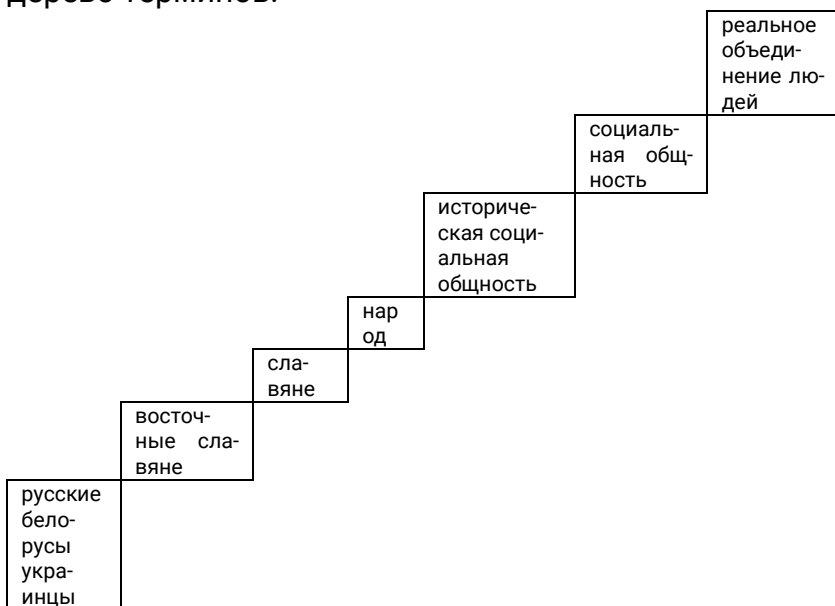 дерево терминов.
реальное
объеди-
нение лю-
дей
социаль-
ная общ-
ность
историче-
ская соци-
альная
общность
нар
од
сла-
вяне
восточ-
ные сла-
вяне
русские
бело-
русы
укра-
инцы